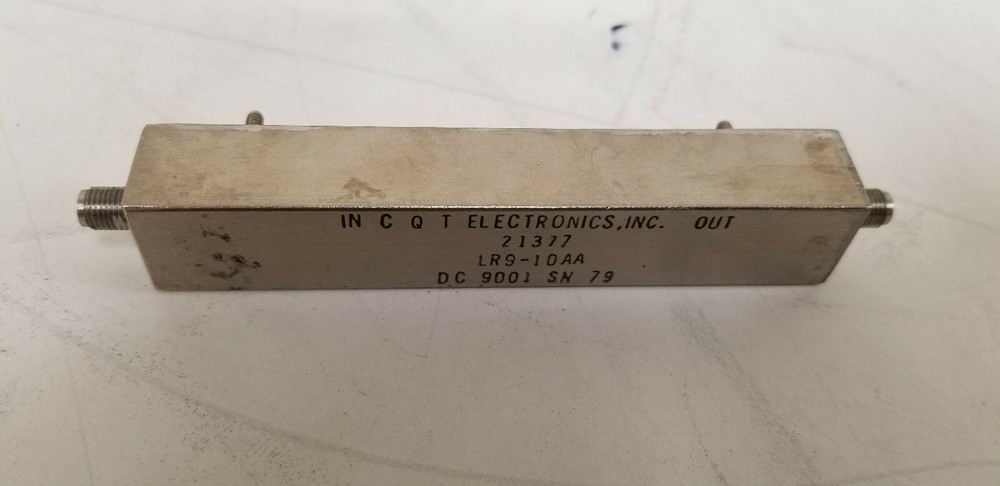 IN C Q T ELECTRONICS,INC. OUT
21377
LR9-10AA
DC 9001 SN 79